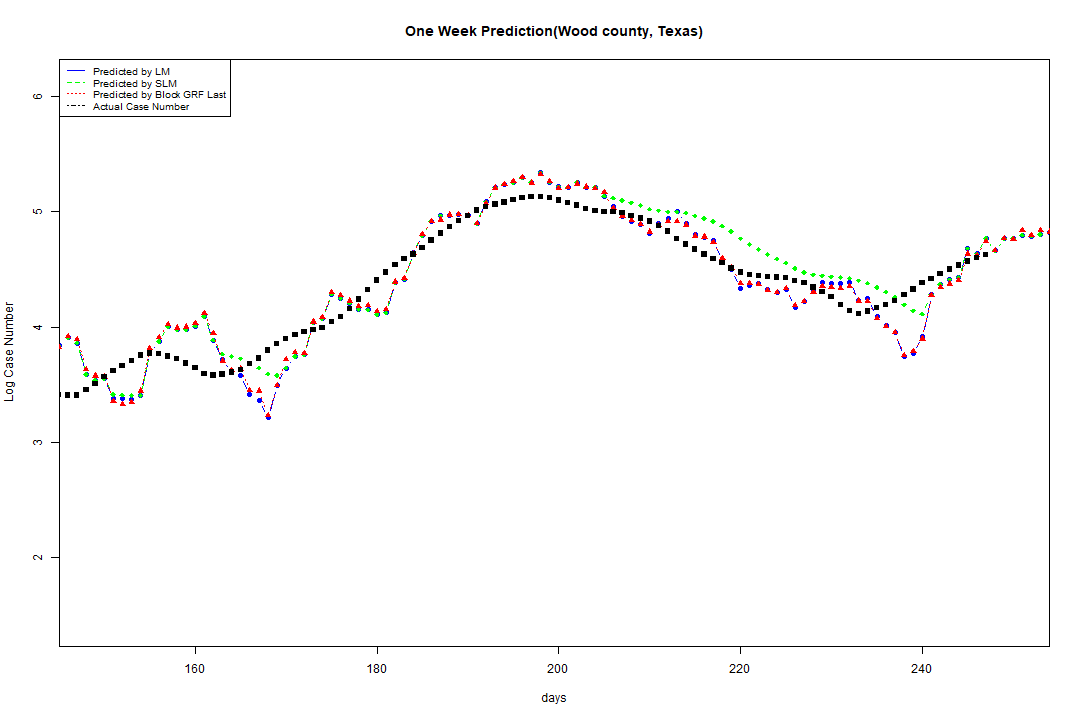 One Week Prediction(Wood county, Texas)
Predicted by LM
Predicted by SLM
Predicted by Block GRF Last
Actual Case Number
6
5
4
3
2
Log Case Number
160 180 200 220 240
days